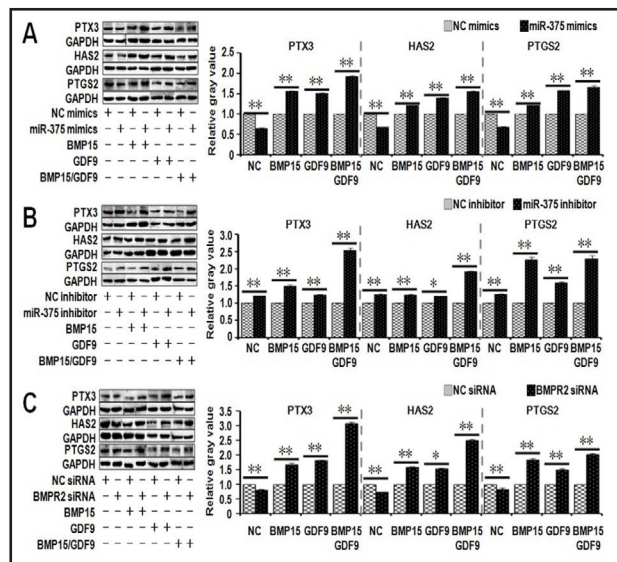 A
PTX3
GAPDH
HAS2
GAPDH
PTGS2
GAPDH
NC mimics + - + - + - + -
miR-375 mimics - + - + - + - +
BMP15 - - + + - - - -
GDF9 - - - - + + - -
BMP15/GDF9 - - - - - - + +
NC mimics miR-375 mimics
PTX3 HAS2 PTGS2
Relative gray value
2.5
2.0
1.5
1.0
0.5
0
** ** ** ** ** ** ** ** ** ** ** **
NC BMP15 GDF9 BMP15 NC BMP15 GDF9 BMP15 NC BMP15 GDF9 BMP15
GDF9 GDF9 GDF9
B
PTX3
GAPDH
HAS2
GAPDH
PTGS2
GAPDH
NC inhibitor + - + - + - + -
miR-375 inhibitor - + - + - + - +
BMP15 - - + + - - - -
GDF9 - - - - + + - -
BMP15/GDF9 - - - - - - + +
NC inhibitor miR-375 inhibitor
PTX3 HAS2 PTGS2
Relative gray value
3.0
2.5
2.0
1.5
1.0
0.5
0
** ** ** ** ** ** * ** ** ** ** **
NC BMP15 GDF9 BMP15 NC BMP15 GDF9 BMP15 NC BMP15 GDF9 BMP15
GDF9 GDF9 GDF9
C
PTX3
GAPDH
HAS2
GAPDH
PTGS2
GAPDH
NC siRNA + - + - + - + -
BMPR2 siRNA - + - + - + - +
BMP15 - - + + - - - -
GDF9 - - - - + + - -
BMP15/GDF9 - - - - - - + +
NC siRNA BMPR2 siRNA
PTX3 HAS2 PTGS2
Relative gray value
3.5
3.0
2.5
2.0
1.5
1.0
0.5
0
** ** ** ** ** ** * ** ** ** ** **
NC BMP15 GDF9 BMP15 NC BMP15 GDF9 BMP15 NC BMP15 GDF9 BMP15
GDF9 GDF9 GDF9